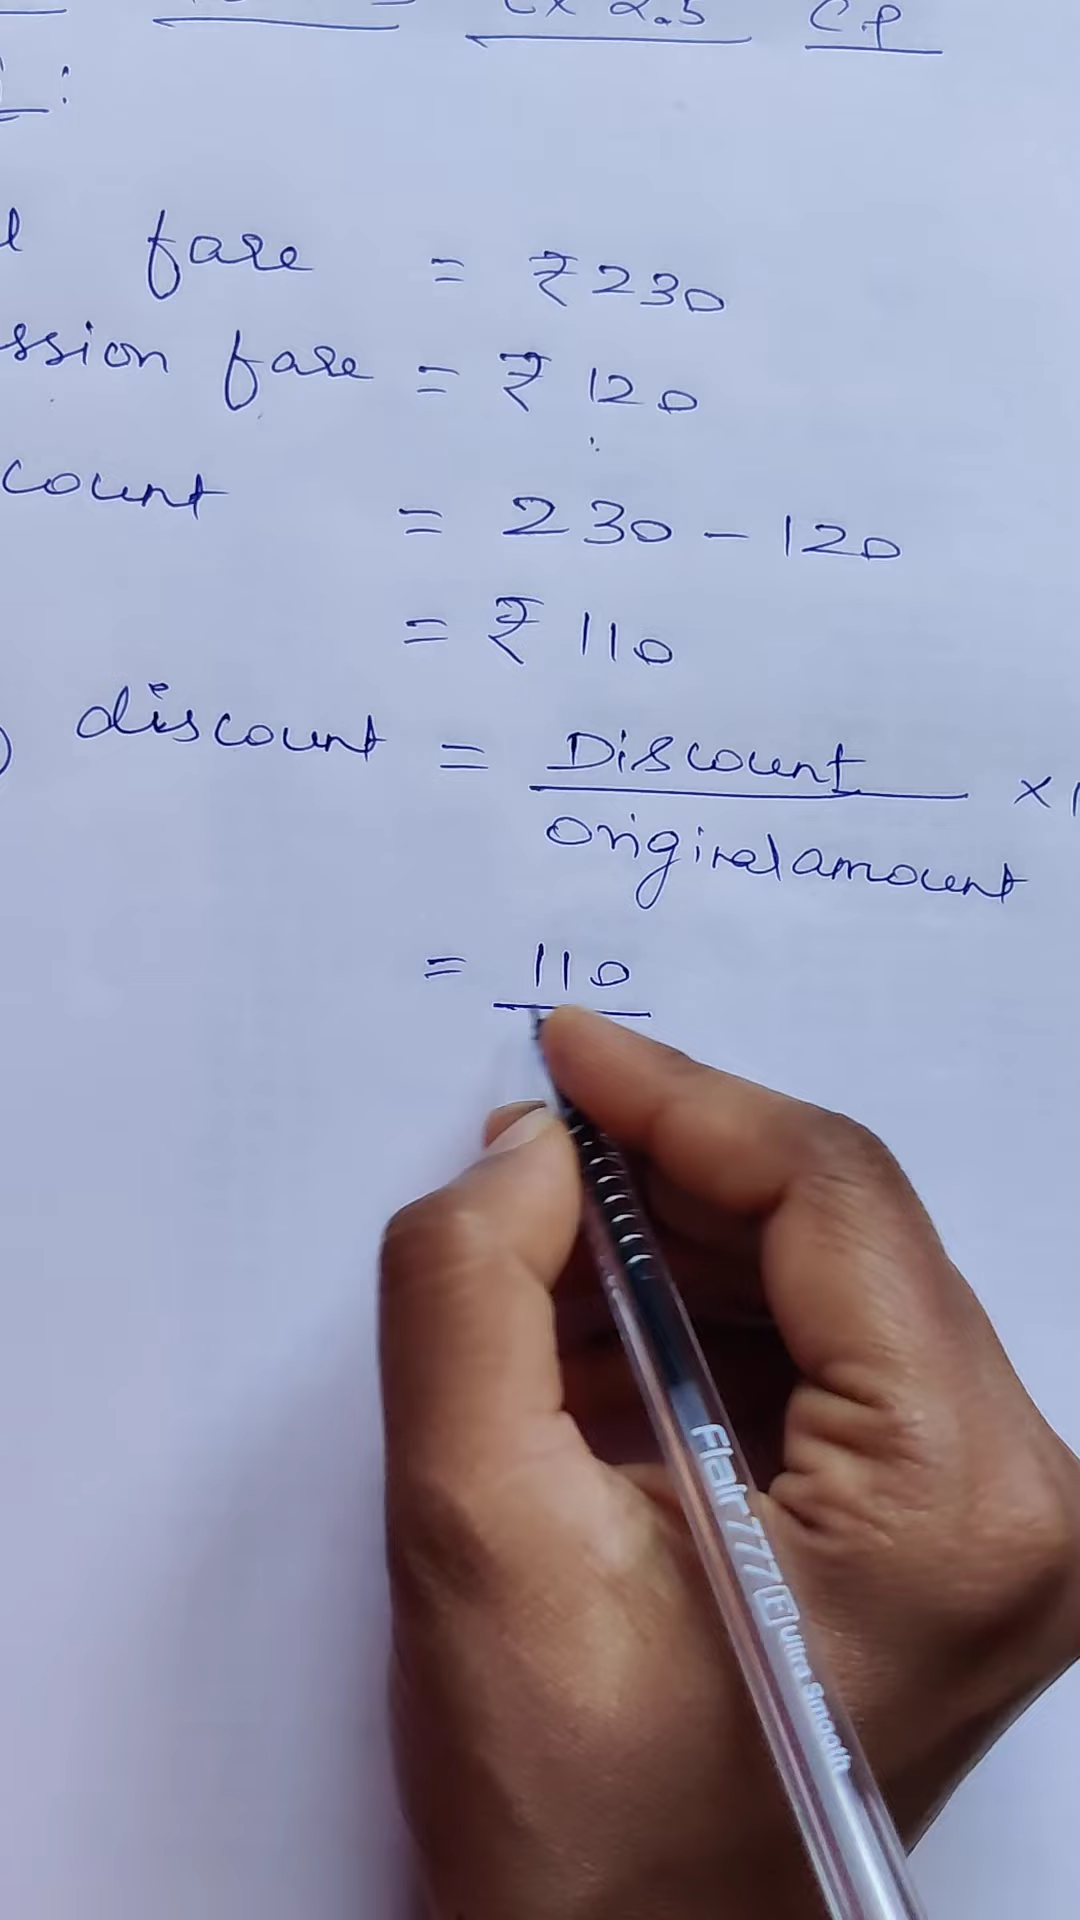 Ex 2.5 C.P
:
fare = ₹230
ssion fare = ₹ 120
count = 230 - 120
= ₹ 110
) discount = Discount × 1
original amount
= 110
Flair 777 F Ultra Smooth